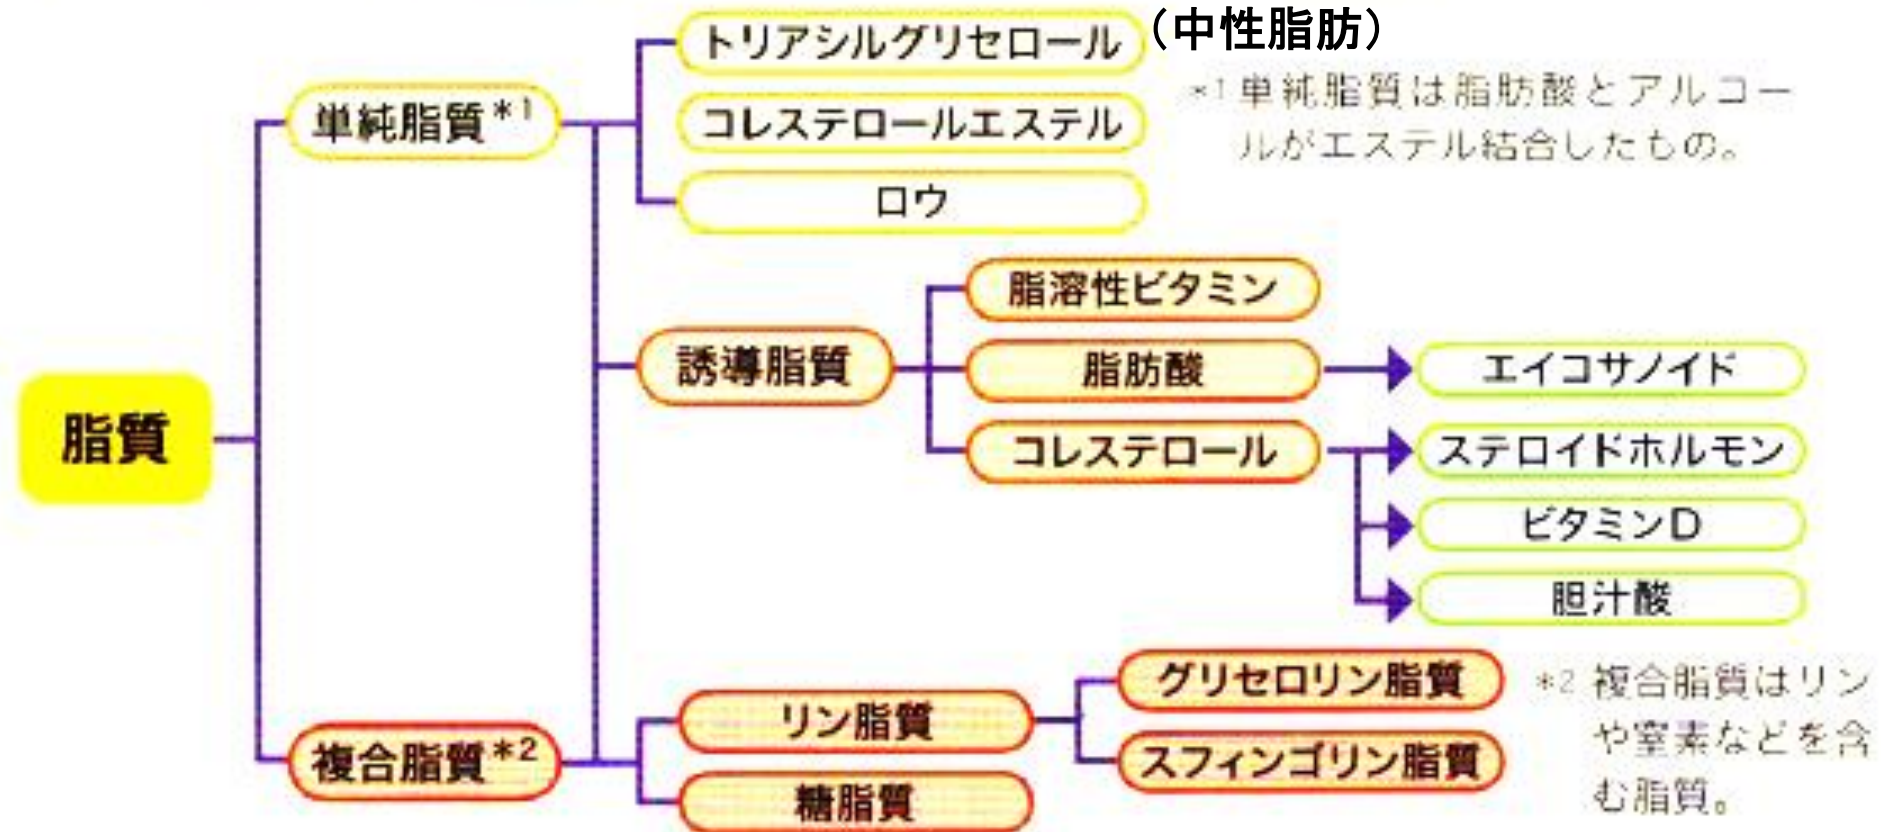 トリアシルグリセロール (中性脂肪)
単純脂質*1
コレステロールエステル
ロウ
*1 単純脂質は脂肪酸とアルコー
ルがエステル結合したもの。
脂質
誘導脂質
脂溶性ビタミン
脂肪酸
エイコサノイド
コレステロール
ステロイドホルモン
ビタミンD
胆汁酸
複合脂質*2
リン脂質
グリセロリン脂質
スフィンゴリン脂質
糖脂質
*2 複合脂質はリン
や窒素などを含
む脂質。